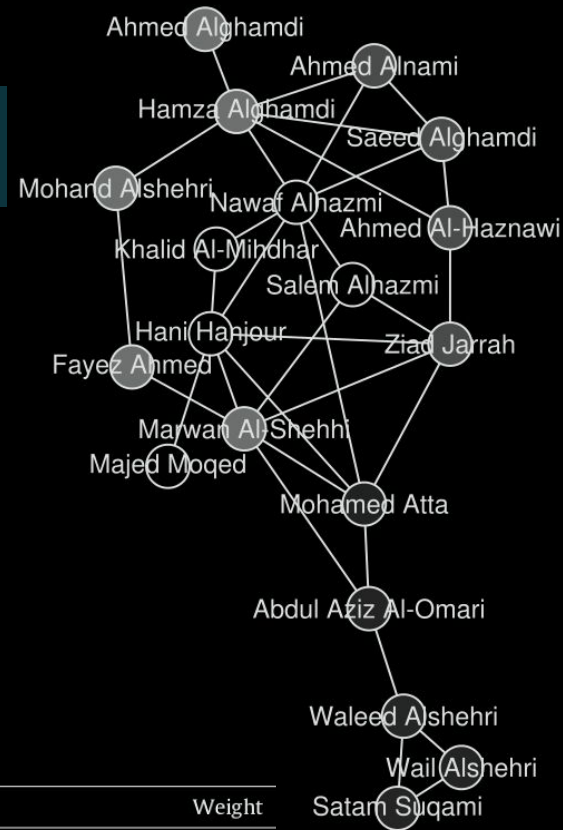 Ahmed Alghamdi
Ahmed Alnami
Hamza Alghamdi
Saeed Alghamdi
Mohand Alshehri
Nawaf Alhazmi
Ahmed Al-Haznawi
Khalid Al-Mihdhar
Salem Alhazmi
Hani Hanjour
Ziad Jarrah
Fayez Ahmed
Marwan Al-Shehhi
Majed Moqed
Mohamed Atta
Abdul Aziz Al-Omari
Waleed Alshehri
Wail Alshehri
Weight
Satam Suqami